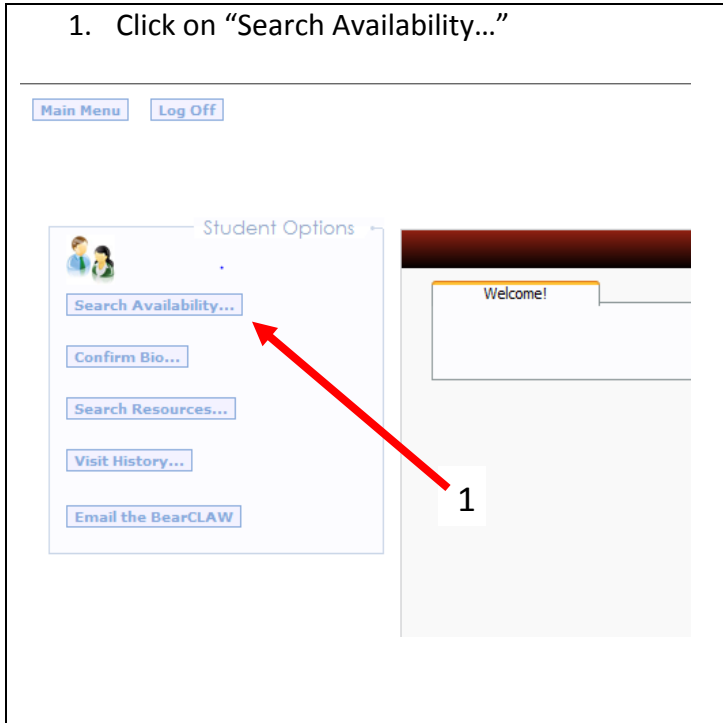 1. Click on “Search Availability…”
Main Menu Log Off
Student Options
Search Availability...
Welcome!
Confirm Bio...
Search Resources...
Visit History...
1
Email the BearCLAW